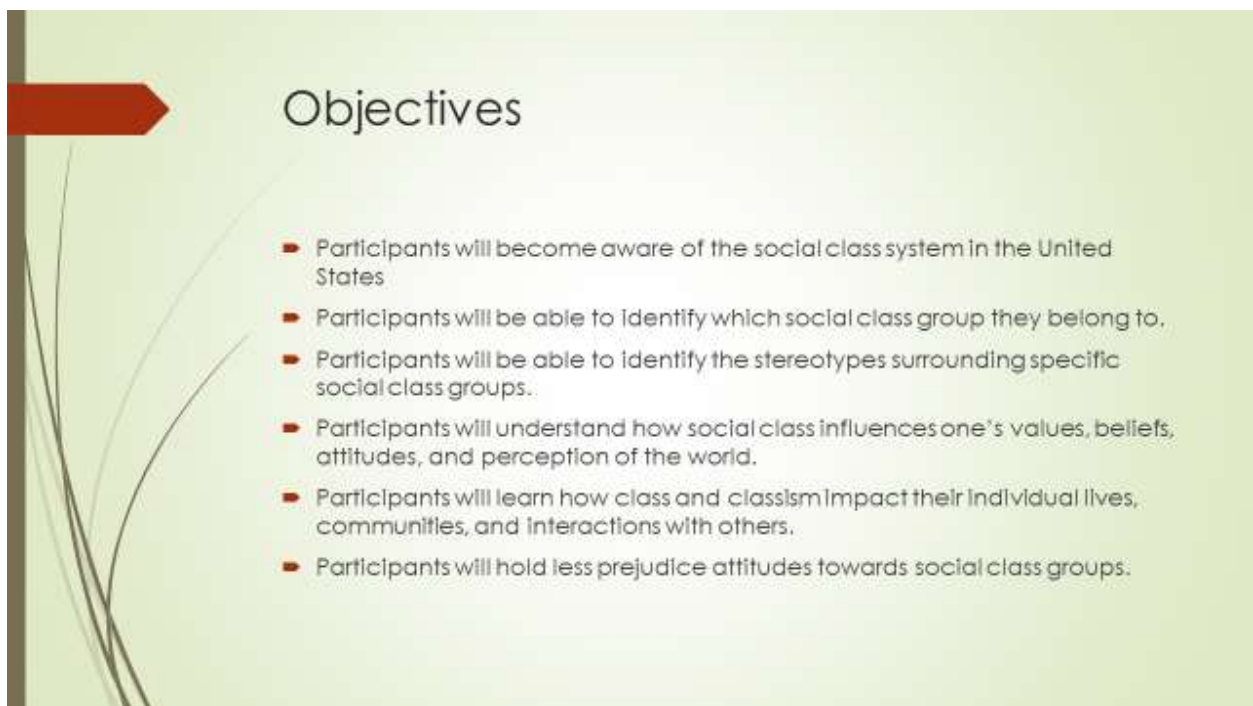 Objectives
Participants will become aware of the social class system in the United
States
Participants will be able to identify which social class group they belong to.
Participants will be able to identify the stereotypes surrounding specific
social class groups.
Participants will understand how social class influences one's values, beliefs,
attitudes, and perception of the world.
Participants will learn how class and classism impact their individual lives,
communities, and interactions with others.
Participants will hold less prejudice attitudes towards social class groups.